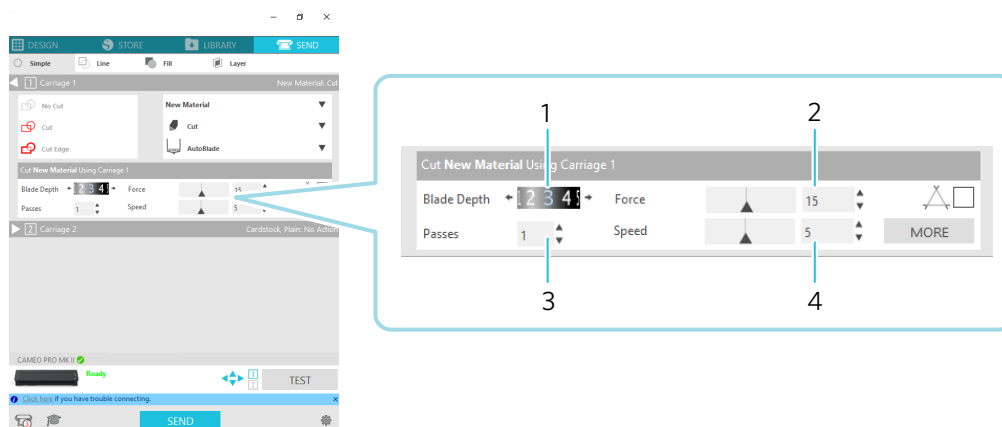 DESIGN STORE LIBRARY SEND
Simple Line Fill Layer
1 Carriage 1 New Material: Cut
No Cut
Cut
Cut Edge
New Material
Cut
AutoBlade
Cut New Material Using Carriage 1
Blade Depth 2 3 4 Force 15
Passes 1 Speed 5
2 Carriage 2 Cardstock, Plain: No Action
CAMEO PRO MK II
Ready
1
2
TEST
Click here if you have trouble connecting.
SEND
1 2
Cut New Material Using Carriage 1
Blade Depth 1 2 3 4 5 Force 15
Passes 1 Speed 5 MORE
3 4